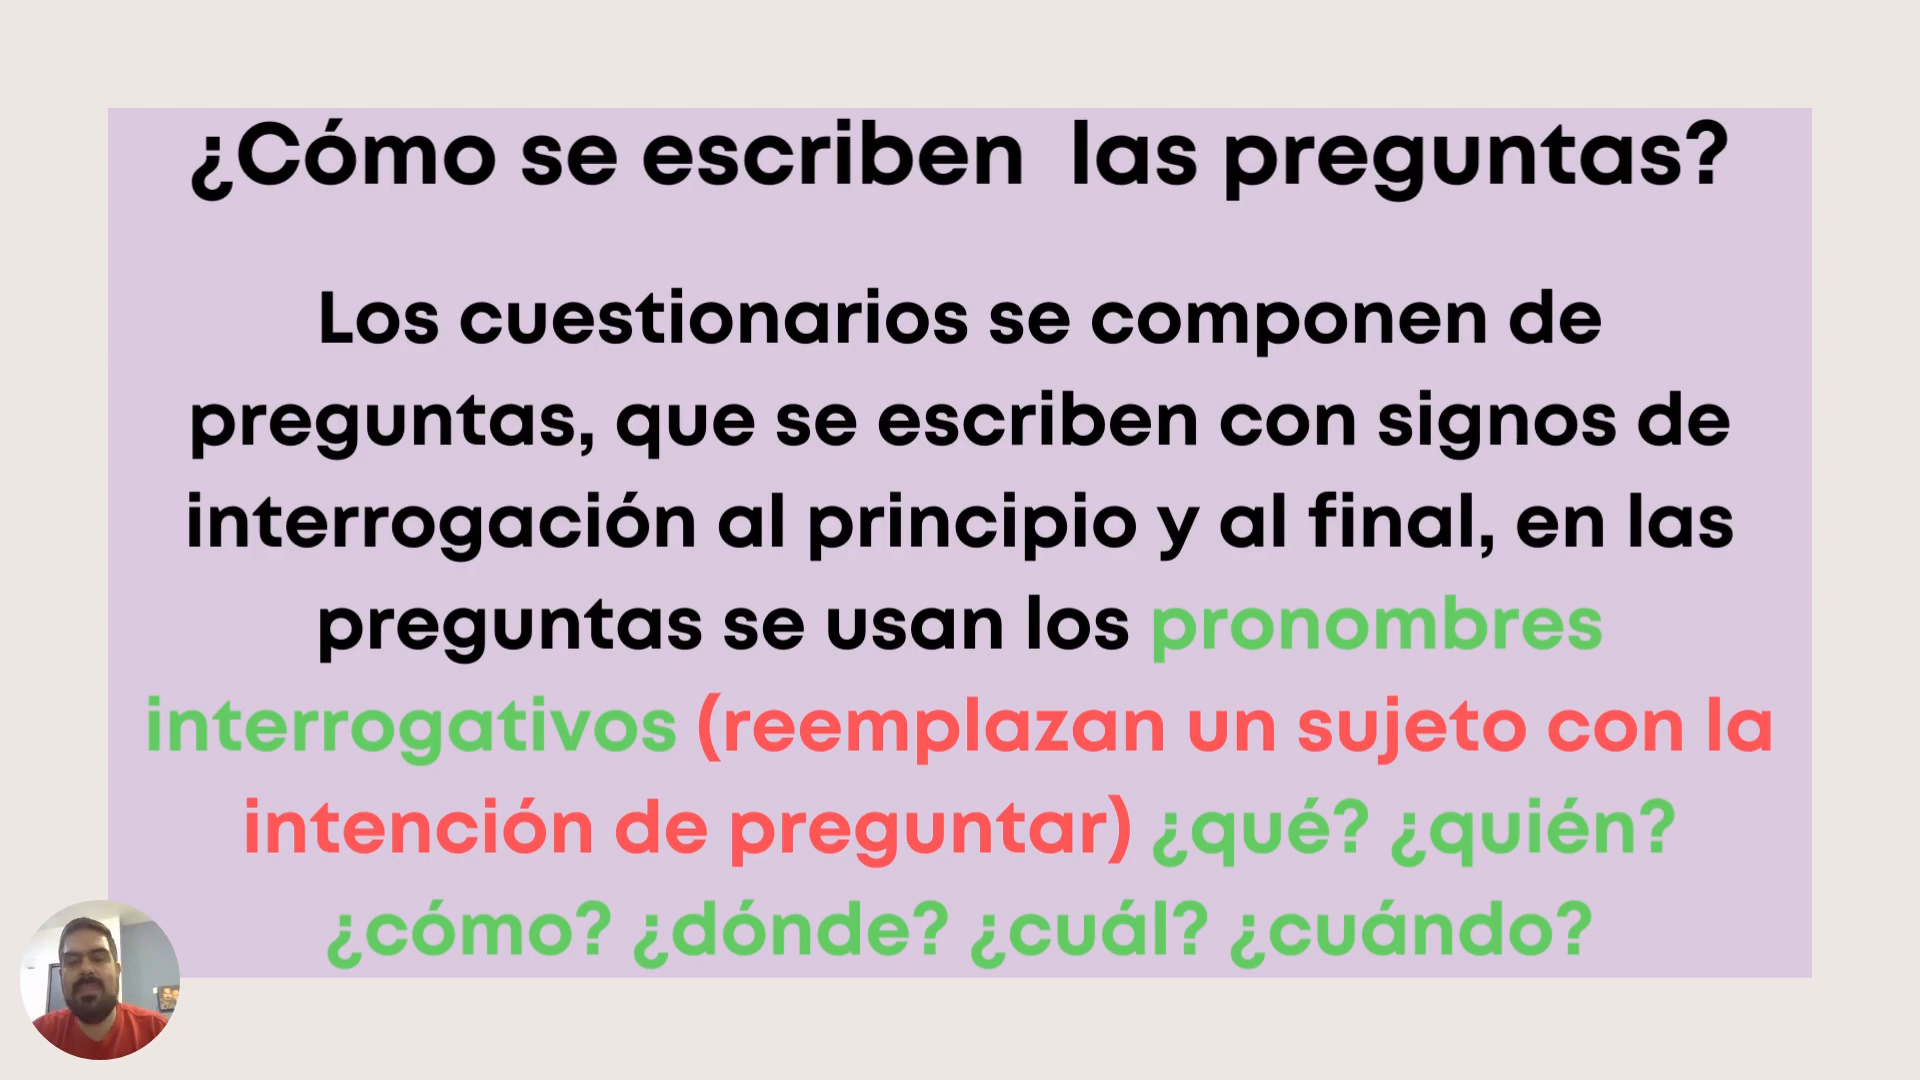 ¿Cómo se escriben  las preguntas?
Los cuestionarios se componen de
preguntas, que se escriben con signos de
interrogación al principio y al final, en las
preguntas se usan los pronombres
interrogativos (reemplazan un sujeto con la
intención de preguntar) ¿qué? ¿quién?
¿cómo? ¿dónde? ¿cuál? ¿cuándo?